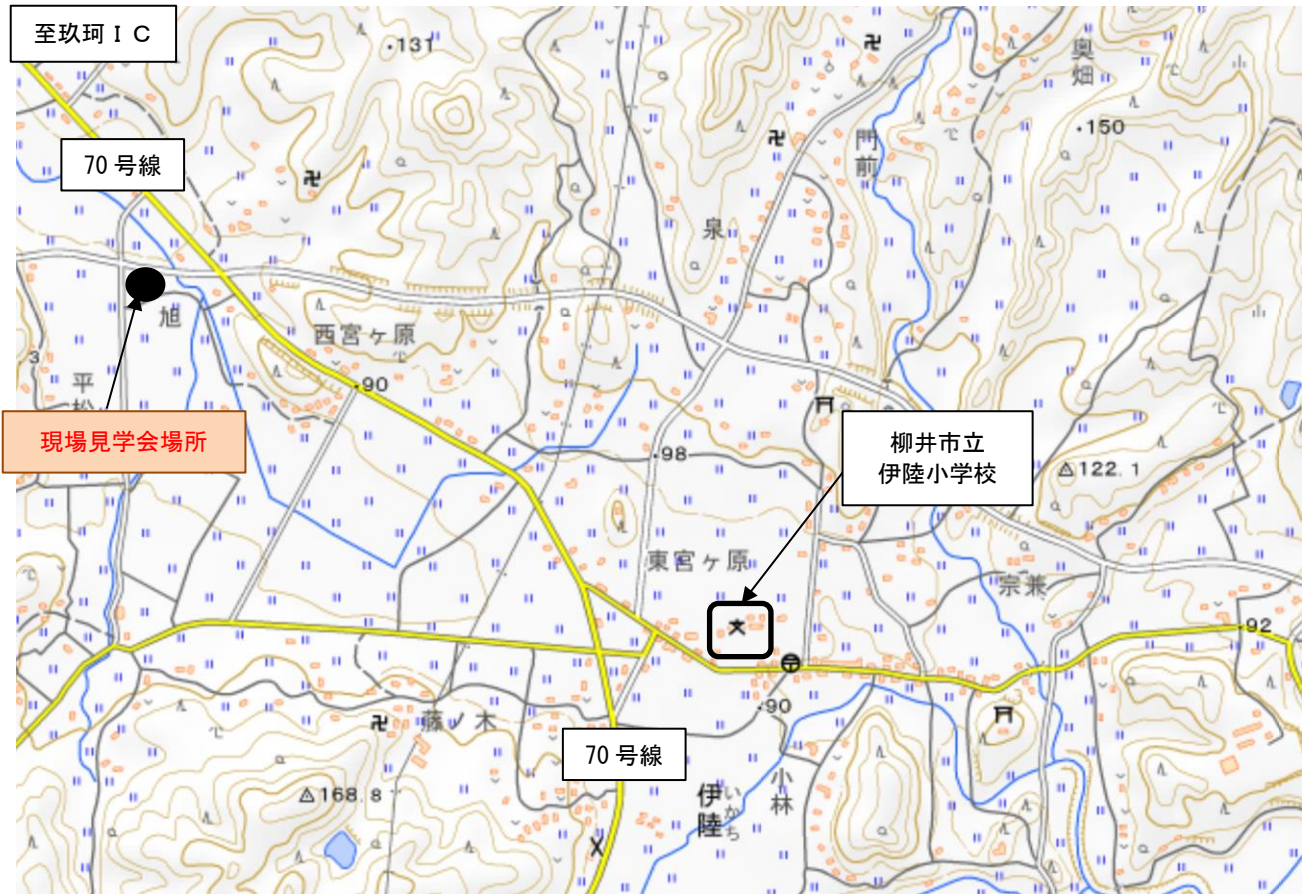 至玖珂ＩＣ
・131
奥畑
・150
70 号線
門前
泉
旭
西宮ヶ原
3
・90
平松
現場見学会場所
・98
柳井市立
伊陸小学校
122.1
東宮ヶ原
宗兼
文
・92
・90
藤ノ木
70 号線
小林
伊陸
いかち
168.8